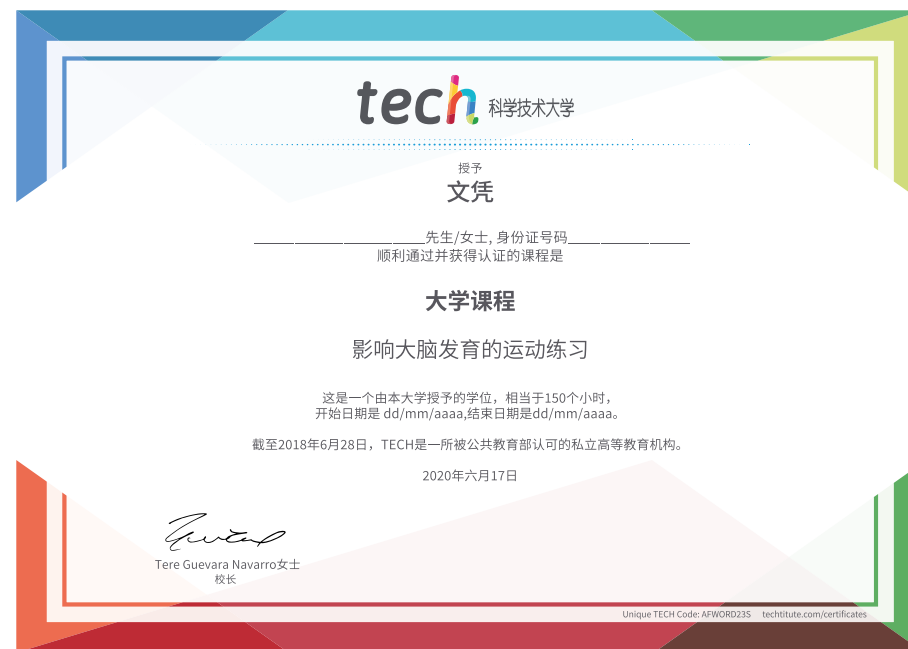 tech 科学技术大学
授予
文凭
先生/女士, 身份证号码
顺利通过并获得认证的课程是
大学课程
影响大脑发育的运动练习
这是一个由本大学授予的学位，相当于150个小时，
开始日期是 dd/mm/aaaa,结束日期是dd/mm/aaaa。
截至2018年6月28日，TECH是一所被公共教育部认可的私立高等教育机构。
2020年六月17日
Tere Guevara Navarro女士
校长
Unique TECH Code: AFWORD23S techtitute.com/certificates